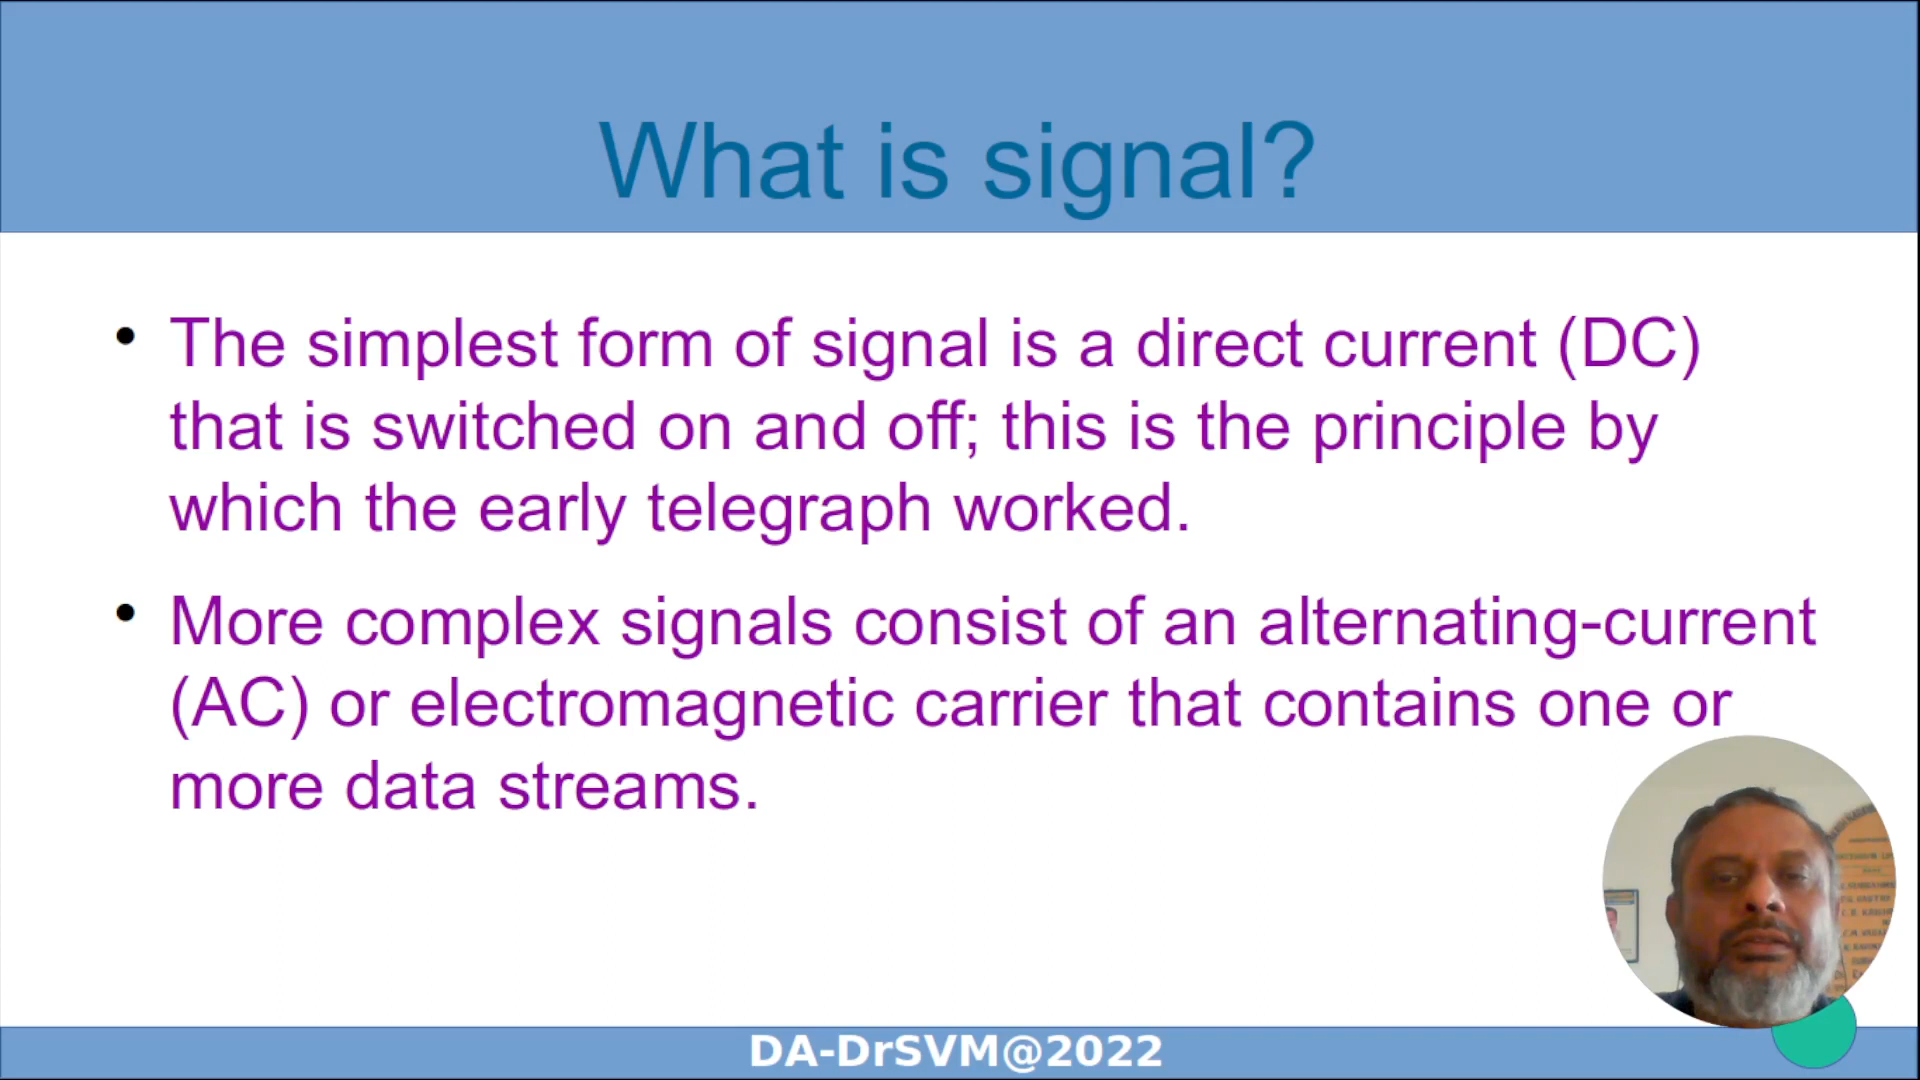 What is signal?
• The simplest form of signal is a direct current (DC)
that is switched on and off; this is the principle by
which the early telegraph worked.
• More complex signals consist of an alternating-current
(AC) or electromagnetic carrier that contains one or
more data streams.
DA-DrSVM@2022